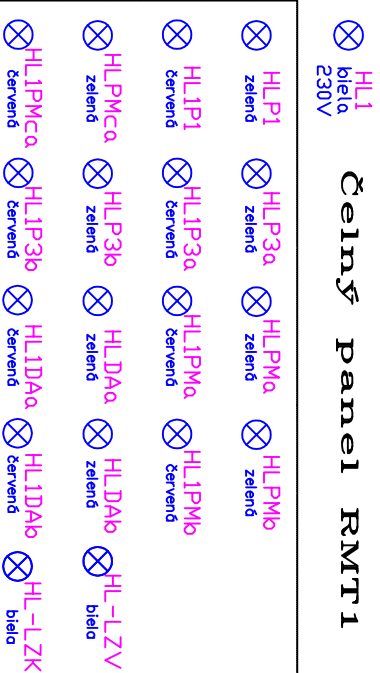 HL1
biela
230V
Čelný panel RMT1
HLP1
zelená
HLP3a
zelená
HLPMa
zelená
HLPMb
zelená
HL1P1
červená
HL1P3a
červená
HL1PMa
červená
HL1PMb
červená
HLPMca
zelená
HLP3b
zelená
HLDAa
zelená
HLDAb
zelená
HL-LZV
biela
HL1PMca
červená
HL1P3b
červená
HL1DAa
červená
HL1DAb
červená
HL-LZK
biela